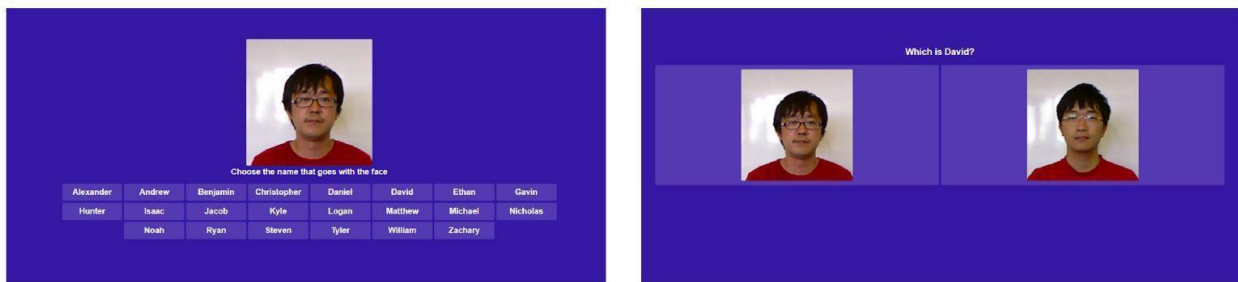 Choose the name that goes with the face
Alexander Andrew Benjamin Christopher Daniel David Ethan Gavin
Hunter Isaac Jacob Kyle Logan Matthew Michael Nicholas
Noah Ryan Steven Tyler William Zachary
Which is David?